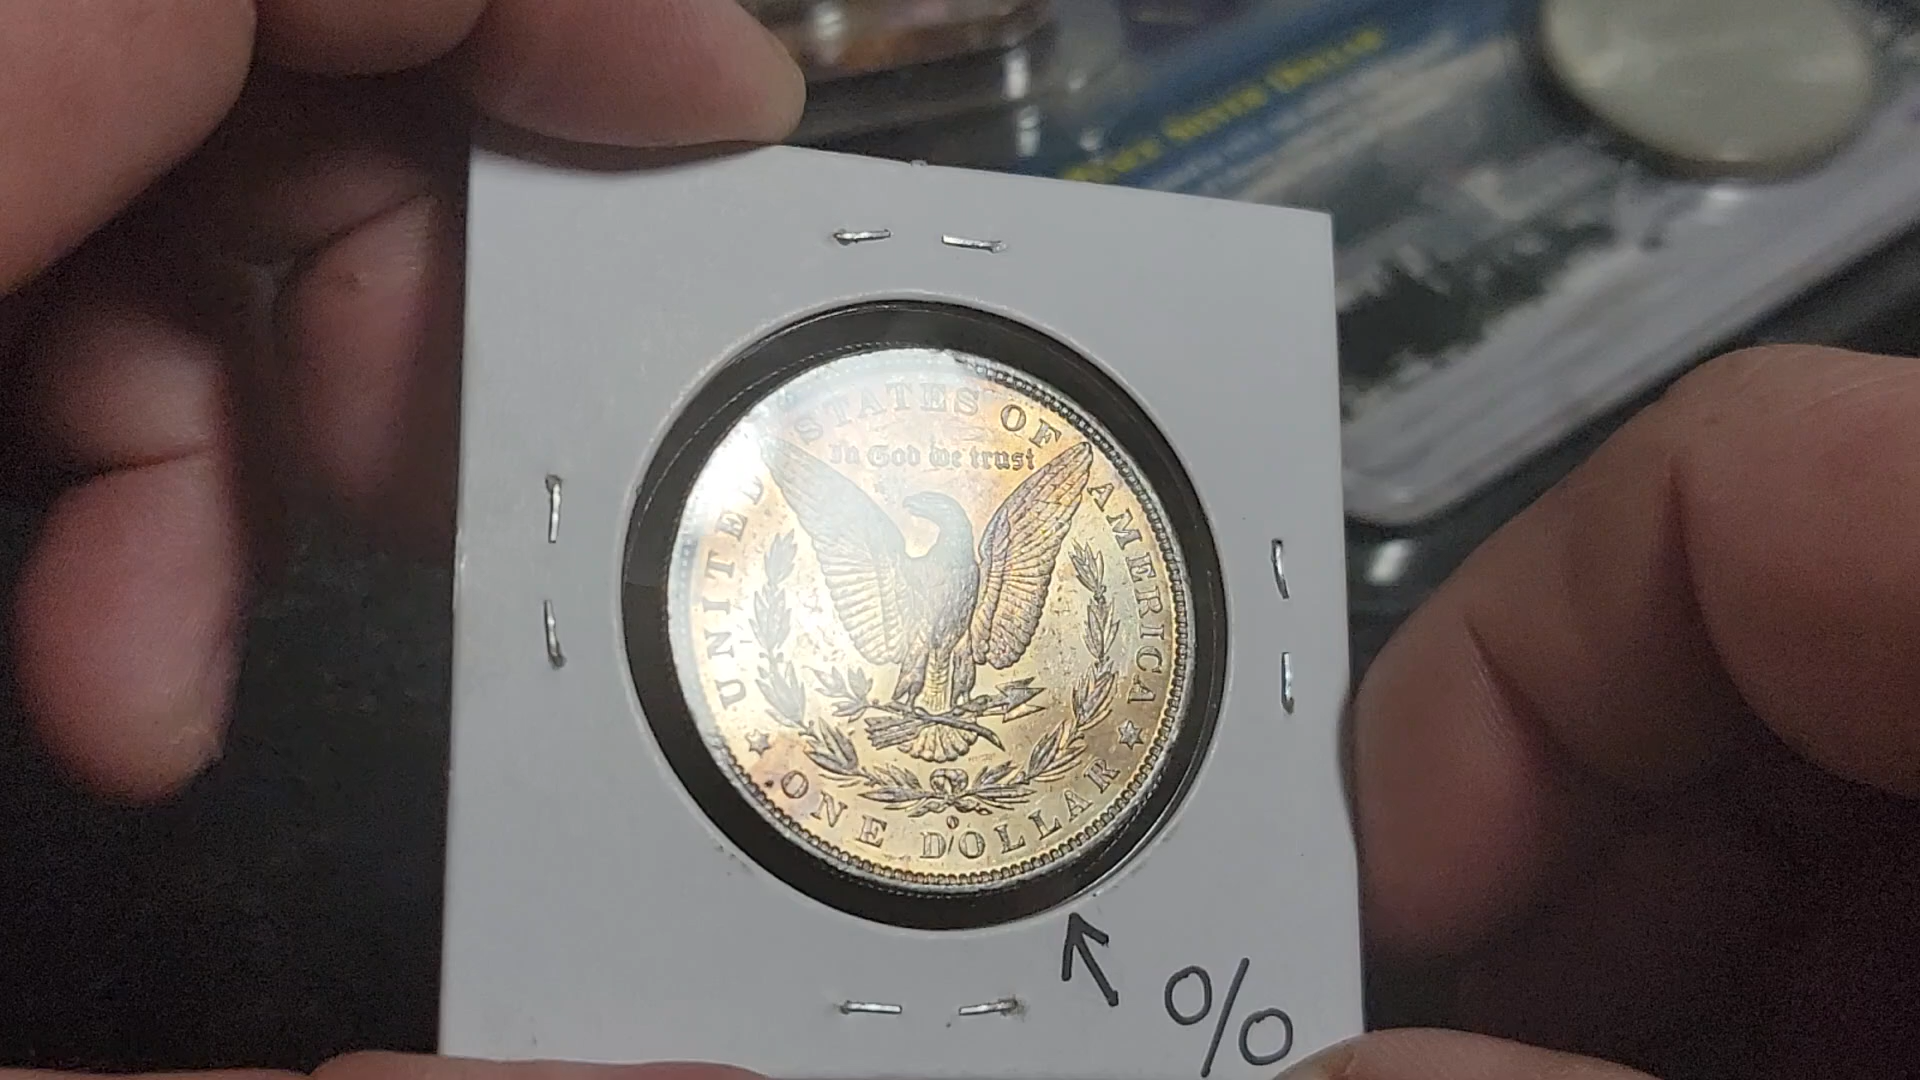 UNITED STATES OF AMERICA
In God we trust
O
ONE DOLLAR
O/O